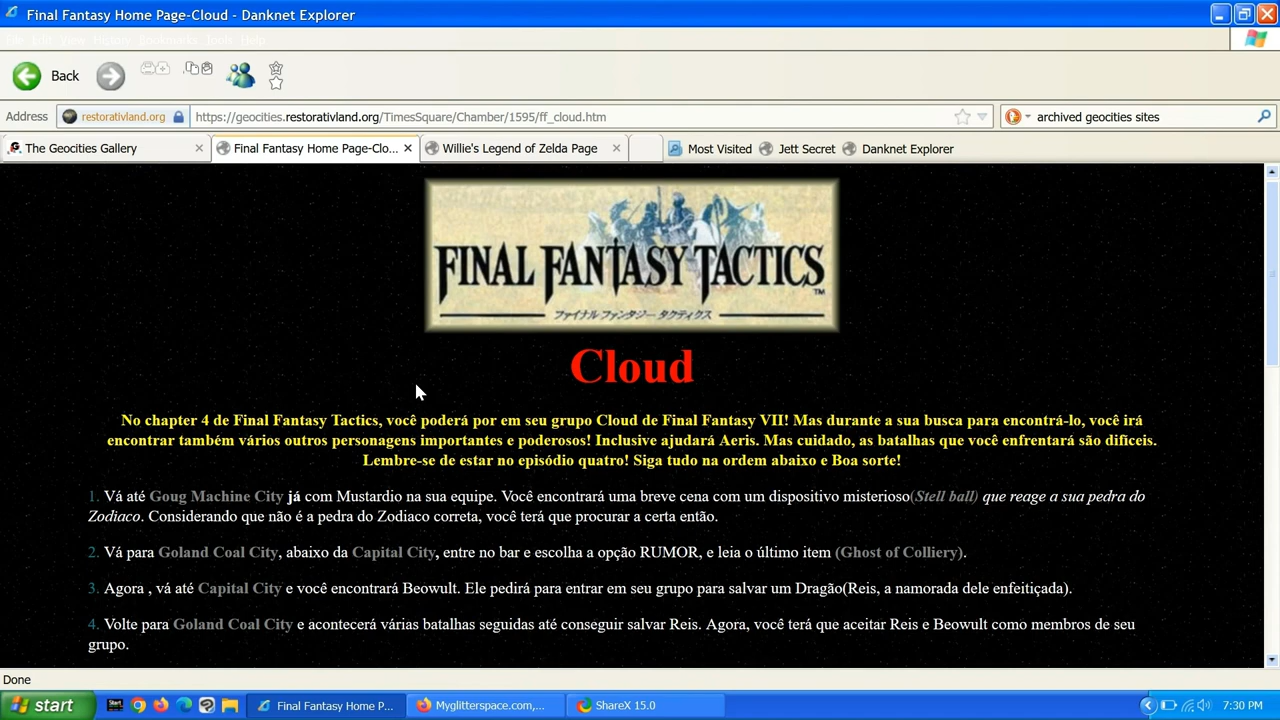 Final Fantasy Home Page-Cloud - Danknet Explorer
File Edit View History Bookmarks Tools Help
Back
Address restorativland.org https://geocities.restorativland.org/TimesSquare/Chamber/1595/ff_cloud.htm archived geocities sites
The Geocities Gallery Final Fantasy Home Page-Clo... Willie's Legend of Zelda Page Most Visited Jett Secret Danknet Explorer
FINAL FANTASY TACTICS TM
ファイナルファンタジー タクティクス
Cloud
No chapter 4 de Final Fantasy Tactics, você poderá por em seu grupo Cloud de Final Fantasy VII! Mas durante a sua busca para encontrá-lo, você irá
encontrar também vários outros personagens importantes e poderosos! Inclusive ajudará Aeris. Mas cuidado, as batalhas que você enfrentará são difíceis.
Lembre-se de estar no episódio quatro! Siga tudo na ordem abaixo e Boa sorte!
1. Vá até Goug Machine City já com Mustardio na sua equipe. Você encontrará uma breve cena com um dispositivo misterioso(Stell ball) que reage a sua pedra do
Zodiaco. Considerando que não é a pedra do Zodiaco correta, você terá que procurar a certa então.
2. Vá para Goland Coal City, abaixo da Capital City, entre no bar e escolha a opção RUMOR, e leia o último item (Ghost of Colliery).
3. Agora , vá até Capital City e você encontrará Beowult. Ele pedirá para entrar em seu grupo para salvar um Dragão(Reis, a namorada dele enfeitiçada).
4. Volte para Goland Coal City e acontecerá várias batalhas seguidas até conseguir salvar Reis. Agora, você terá que aceitar Reis e Beowult como membros de seu
grupo.
Done
start Final Fantasy Home P... Myglitterspace.com,... ShareX 15.0 7:30 PM